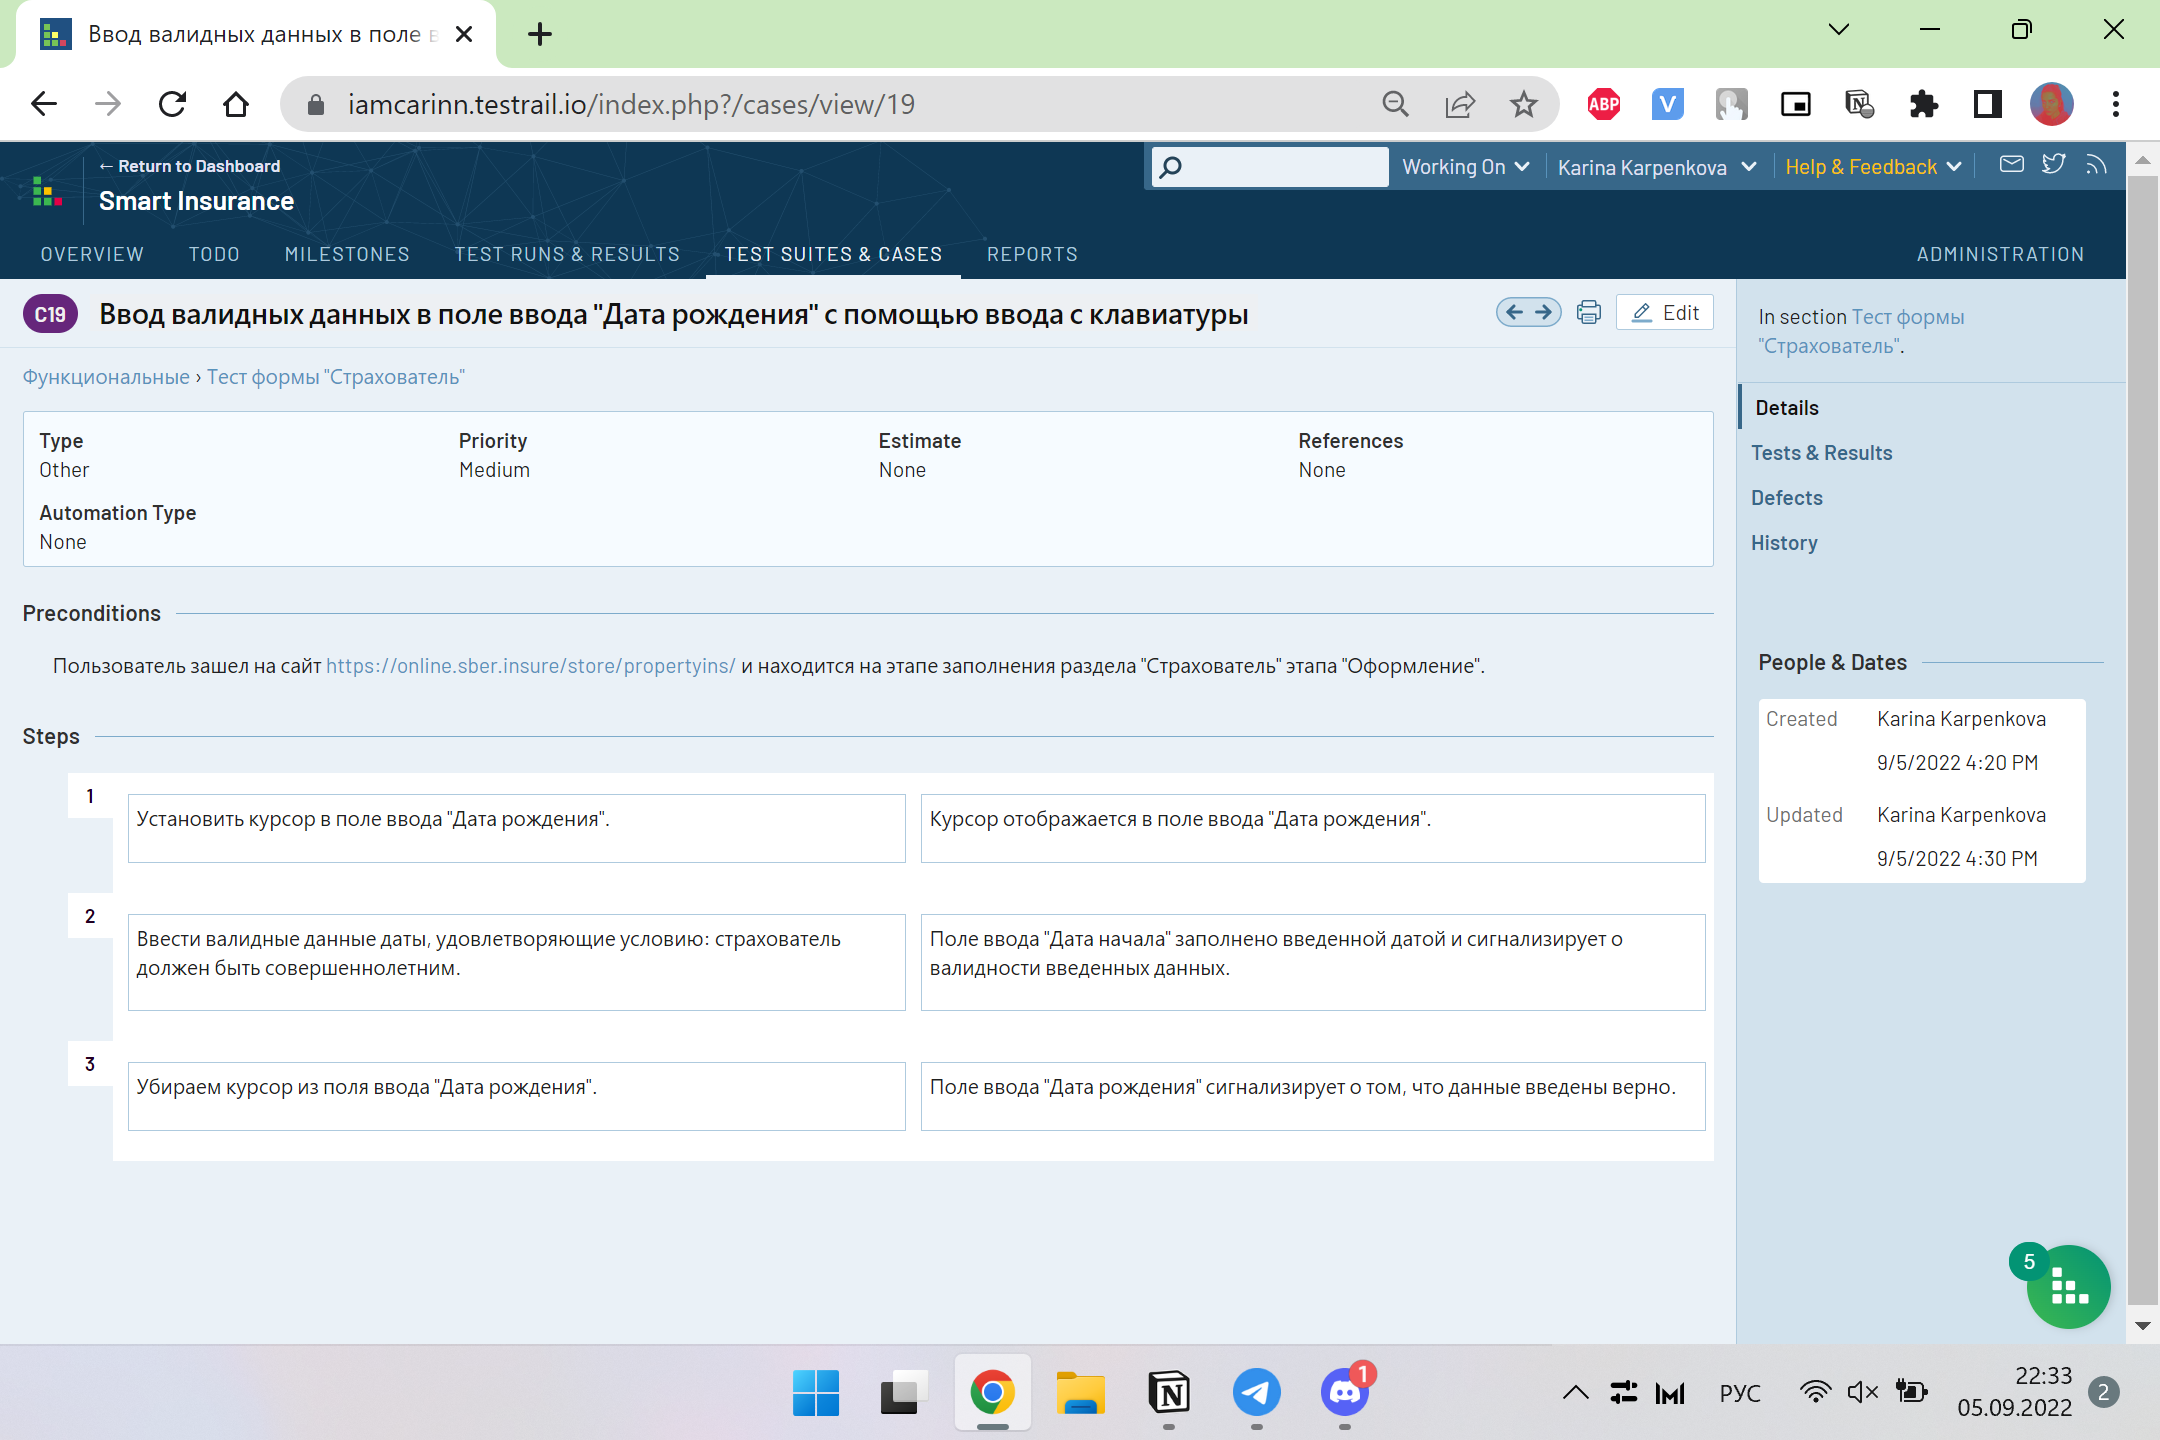 Ввод валидных данных в поле в
iamcarinn.testrail.io/index.php?/cases/view/19
ABP
V
N
← Return to Dashboard
Smart Insurance
Working On
Karina Karpenkova
Help & Feedback
OVERVIEW
TODO
MILESTONES
TEST RUNS & RESULTS
TEST SUITES & CASES
REPORTS
ADMINISTRATION
C19
Ввод валидных данных в поле ввода "Дата рождения" с помощью ввода с клавиатуры
Edit
Функциональные › Тест формы "Страхователь"
Type
Other
Priority
Medium
Estimate
None
References
None
Automation Type
None
Preconditions
Пользователь зашел на сайт https://online.sber.insure/store/propertyins/ и находится на этапе заполнения раздела "Страхователь" этапа "Оформление".
Steps
1
Установить курсор в поле ввода "Дата рождения".
Курсор отображается в поле ввода "Дата рождения".
2
Ввести валидные данные даты, удовлетворяющие условию: страхователь
должен быть совершеннолетним.
Поле ввода "Дата начала" заполнено введенной датой и сигнализирует о
валидности введенных данных.
3
Убираем курсор из поля ввода "Дата рождения".
Поле ввода "Дата рождения" сигнализирует о том, что данные введены верно.
In section Тест формы
"Страхователь".
Details
Tests & Results
Defects
History
People & Dates
Created
Karina Karpenkova
9/5/2022 4:20 PM
Updated
Karina Karpenkova
9/5/2022 4:30 PM
5
N
1
РУС
22:33
05.09.2022
2